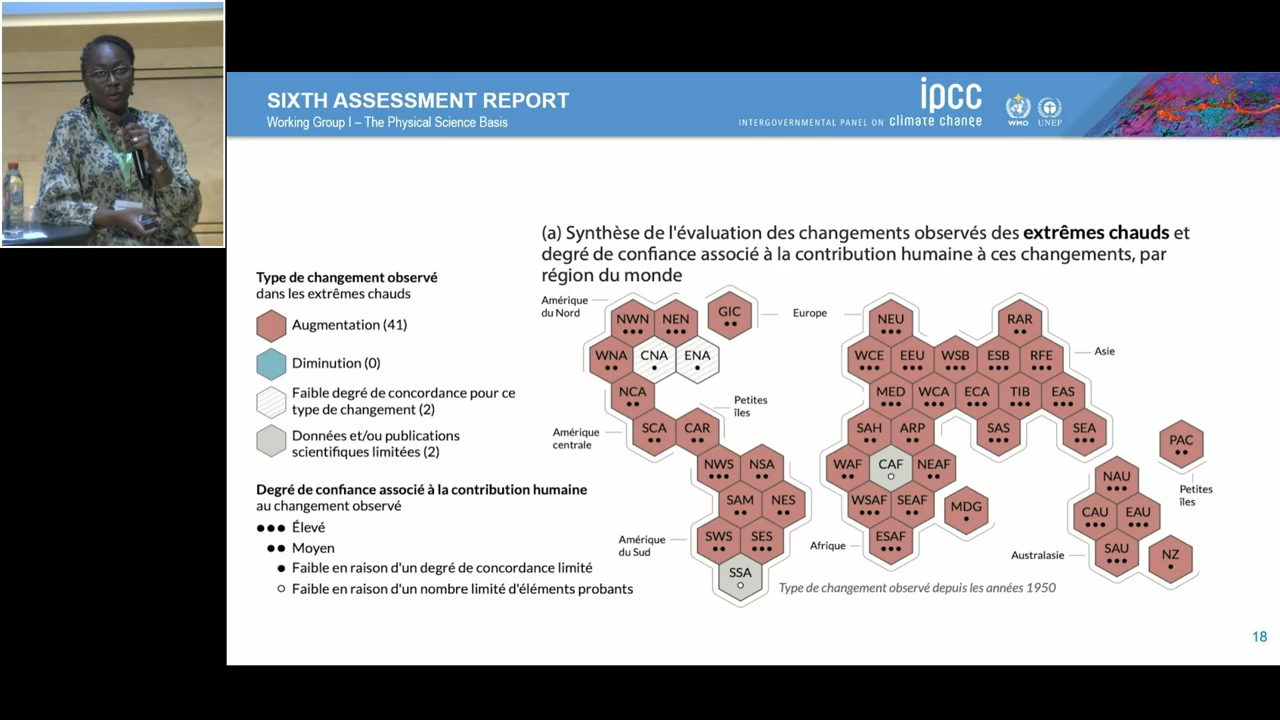 SIXTH ASSESSMENT REPORT
Working Group I – The Physical Science Basis
INTERGOVERNMENTAL PANEL ON climate change
ipcc
WMO
UNEP
(a) Synthèse de l'évaluation des changements observés des extrêmes chauds et
degré de confiance associé à la contribution humaine à ces changements, par
région du monde
Type de changement observé
dans les extrêmes chauds
Augmentation (41)
Diminution (0)
Faible degré de concordance pour ce
type de changement (2)
Données et/ou publications
scientifiques limitées (2)
Degré de confiance associé à la contribution humaine
au changement observé
Élevé
Moyen
Faible en raison d'un degré de concordance limité
Faible en raison d'un nombre limité d'éléments probants
Amérique
du Nord
NWN NEN GIC
Europe
NEU RAR
WNA CNA ENA
WCE EEU WSB ESB RFE
Asie
NCA
Petites
îles
MED WCA ECA TIB EAS
Amérique
centrale
SCA CAR
SAH ARP SAS SEA
PAC
NWS NSA
WAF CAF NEAF
NAU
Petites
îles
SAM NES
WSAF SEAF MDG
CAU EAU
Amérique
du Sud
SWS SES
Afrique
ESAF
Australasie
SAU NZ
SSA
Type de changement observé depuis les années 1950
18